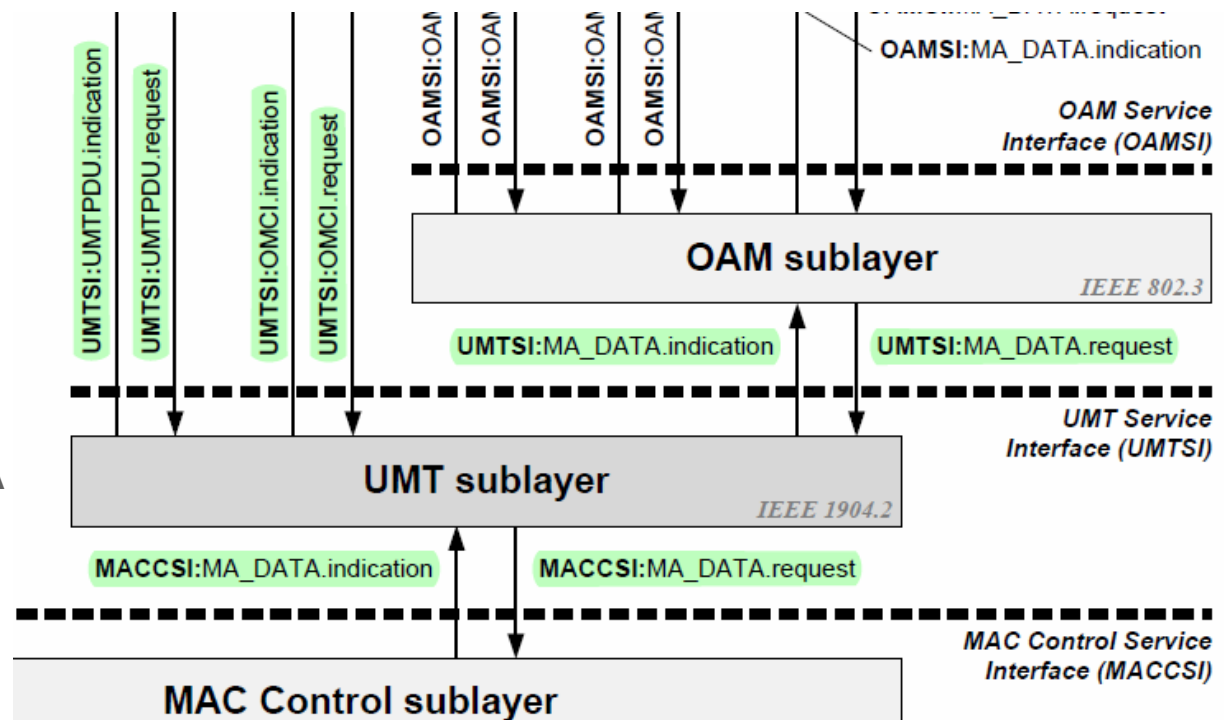 OAMSI:MA_DATA.indication
OAM Service
Interface (OAMSI)
UMTSI:UMTPDU.indication
UMTSI:UMTPDU.request
UMTSI:OMCI.indication
UMTSI:OMCI.request
OAMSI:OAM
OAMSI:OAM
OAMSI:OAM
OAMSI:OAM
OAM sublayer
IEEE 802.3
UMTSI:MA_DATA.indication
UMTSI:MA_DATA.request
UMT Service
Interface (UMTSI)
UMT sublayer
IEEE 1904.2
MACCSI:MA_DATA.indication
MACCSI:MA_DATA.request
MAC Control Service
Interface (MACCSI)
MAC Control sublayer